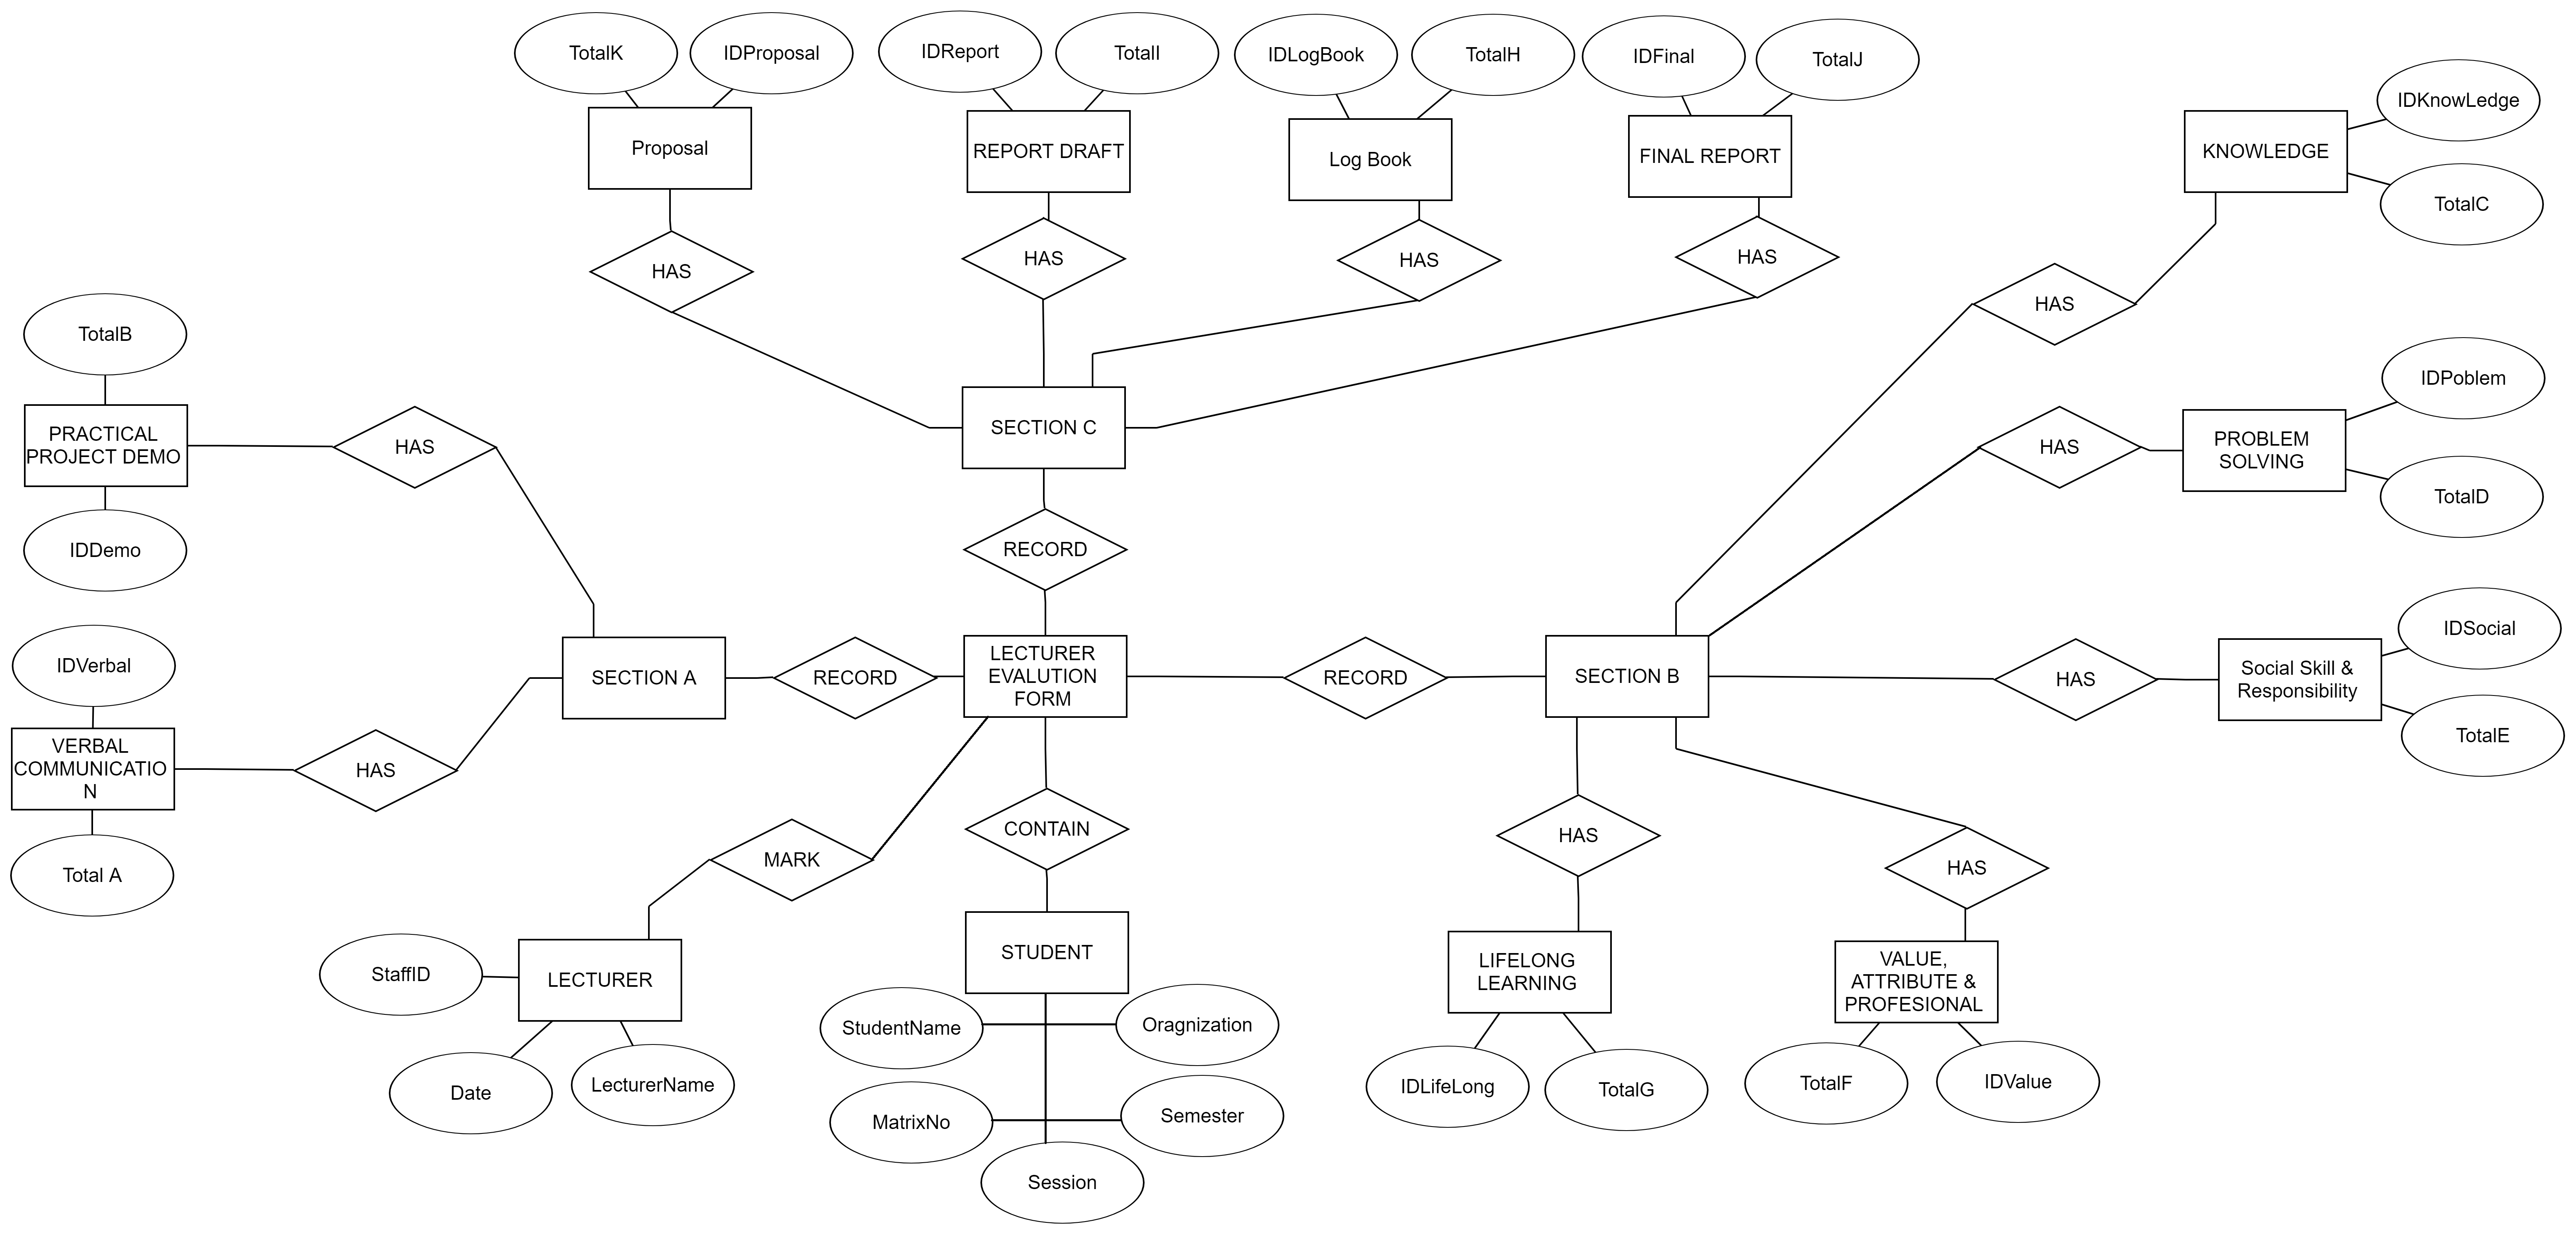 TotalK
IDProposal
IDReport
TotalI
IDLogBook
TotalH
IDFinal
TotalJ
Proposal
REPORT DRAFT
Log Book
FINAL REPORT
IDKnowLedge
KNOWLEDGE
TotalC
HAS
HAS
HAS
HAS
HAS
TotalB
PRACTICAL
PROJECT DEMO
HAS
IDDemo
SECTION C
HAS
PROBLEM
SOLVING
IDPoblem
TotalD
RECORD
IDVerbal
VERBAL
COMMUNICATIO
N
Total A
HAS
SECTION A
RECORD
LECTURER
EVALUTION
FORM
RECORD
SECTION B
HAS
Social Skill &
Responsibility
IDSocial
TotalE
MARK
CONTAIN
HAS
HAS
StaffID
LECTURER
Date
LecturerName
STUDENT
StudentName
Oragnization
MatrixNo
Semester
Session
LIFELONG
LEARNING
IDLifeLong
TotalG
VALUE,
ATTRIBUTE &
PROFESIONAL
TotalF
IDValue